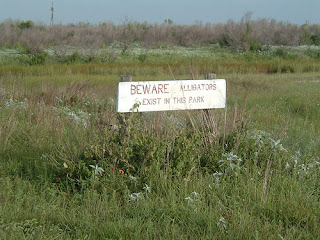 BEWARE ALLIGATORS
EXIST IN THIS PARK